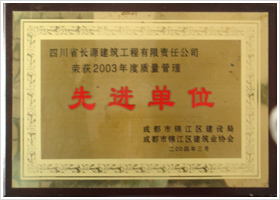 四川省长源建筑工程有限责任公司
荣获2003年度质量管理
先进单位
成都市锦江区建设局
成都市锦江区建筑业协会
二00四年三月